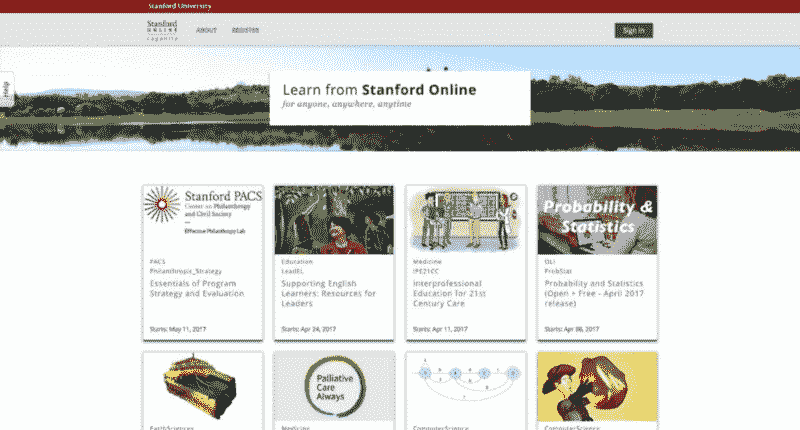 Stanford University
Stanford
ONLINE
Lagunita
ABOUT
REGISTER
Sign in
Help
Learn from Stanford Online
for anyone, anywhere, anytime
Stanford PACS
Center on Philanthropy
and Civil Society
Effective Philanthropy Lab
PACS
Philanthropic_Strategy
Essentials of Program
Strategy and Evaluation
Starts: May 11, 2017
Education
LeadEL
Supporting English
Learners: Resources for
Leaders
Starts: Apr 24, 2017
Medicine
IPE21CC
Interprofessional
Education for 21st
Century Care
Starts: Apr 11, 2017
Probability &
Statistics
OLI
ProbStat
Probability and Statistics
(Open + Free - April 2017
release)
Starts: Apr 06, 2017
EarthSciences
Palliative
Care
Always
Medicine
ComputerScience
ComputerScience